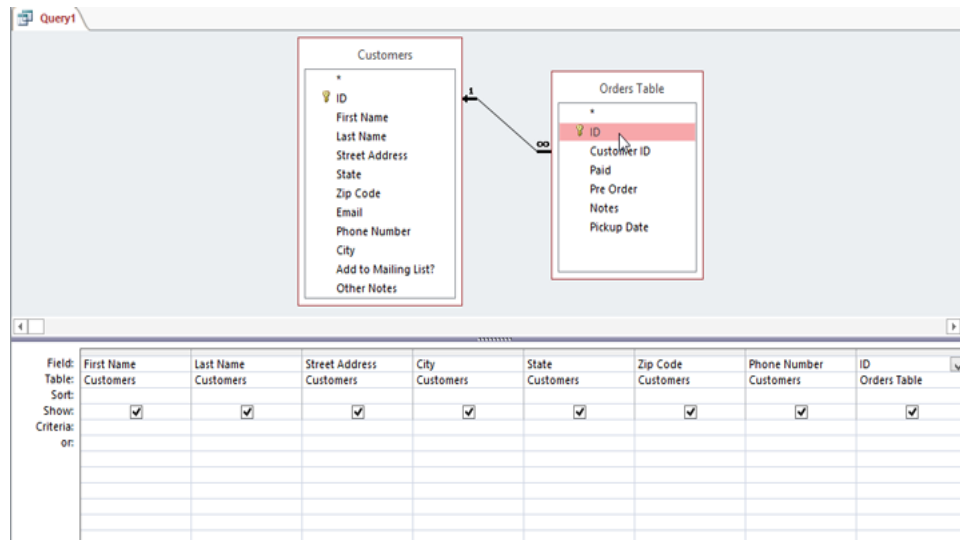 Query1
Customers
*
ID
First Name
Last Name
Street Address
State
Zip Code
Email
Phone Number
City
Add to Mailing List?
Other Notes
1
∞
Orders Table
*
ID
Customer ID
Paid
Pre Order
Notes
Pickup Date
Field: First Name Last Name Street Address City State Zip Code Phone Number ID
Table: Customers Customers Customers Customers Customers Customers Customers Orders Table
Sort:
Show:
Criteria:
or: